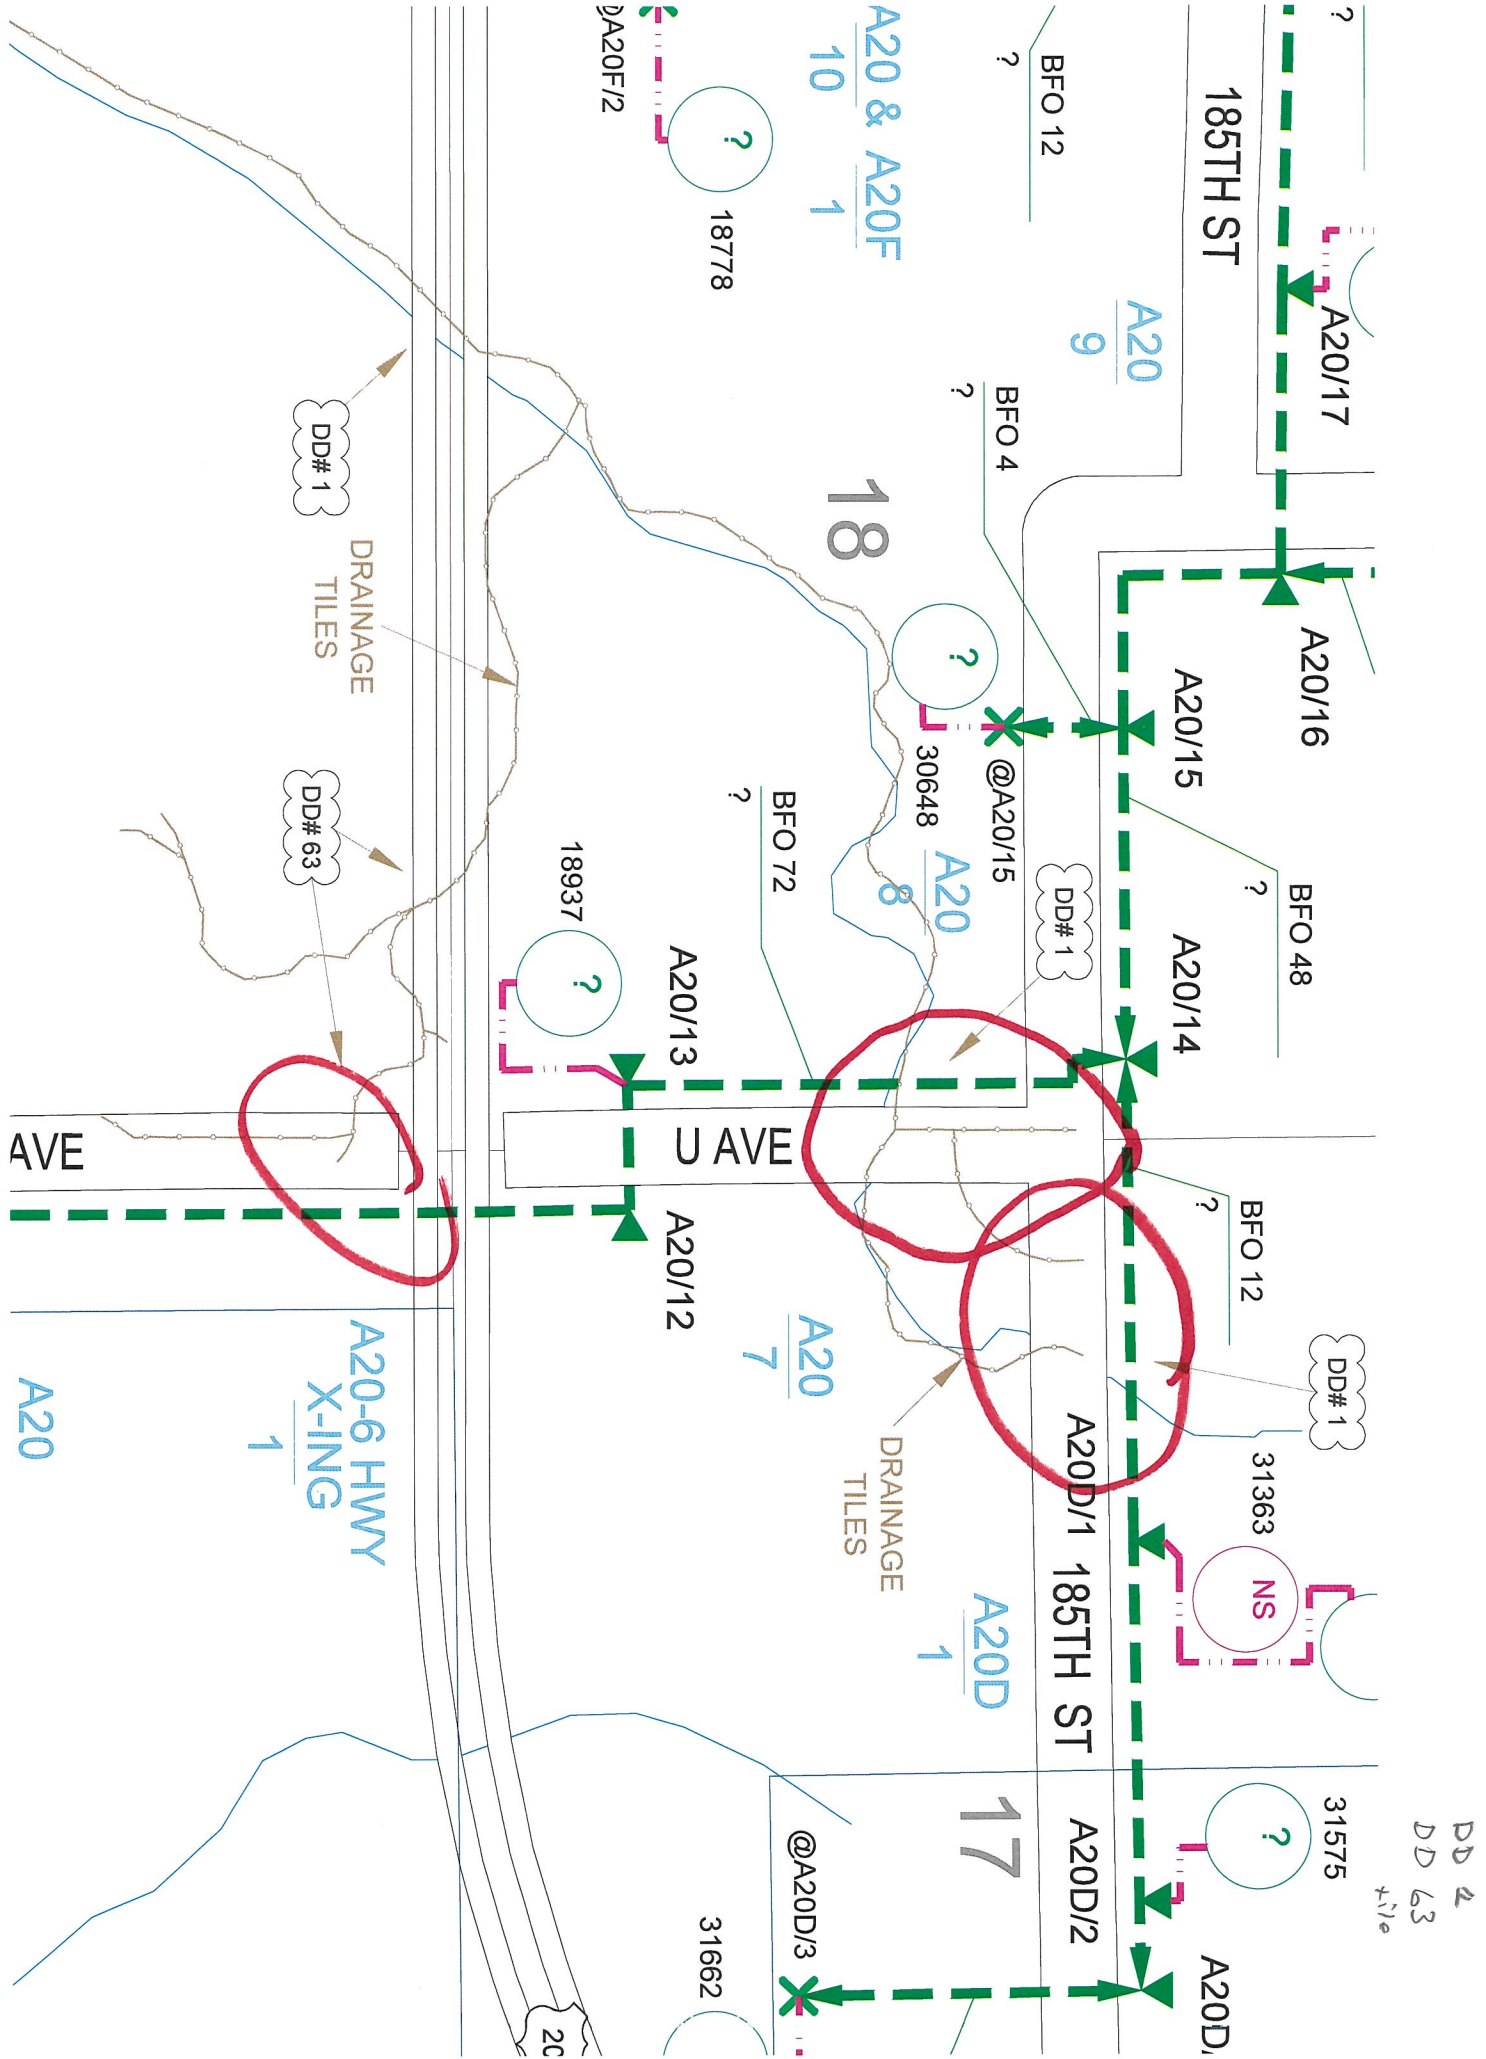 DD 2
DD 63
tile
?
185TH ST
A20/17
A20/16
BFO 12
?
A20
9
A20 & A20F
10 1
@A20F/2
?
18778
BFO 4
?
18
A20/15
BFO 48
?
A20/14
?
30648
@A20/15
DD# 1
A20
8
BFO 72
?
DD# 1
DRAINAGE
TILES
DD# 63
18937
?
A20/13
U AVE
A20/12
AVE
BFO 12
?
DD# 1
A20
7
DRAINAGE
TILES
A20-6 HWY
X-ING
1
A20
A20D/1
185TH ST
31363
NS
A20D
1
31575
?
A20D/2
A20D/
17
@A20D/3
31662
20